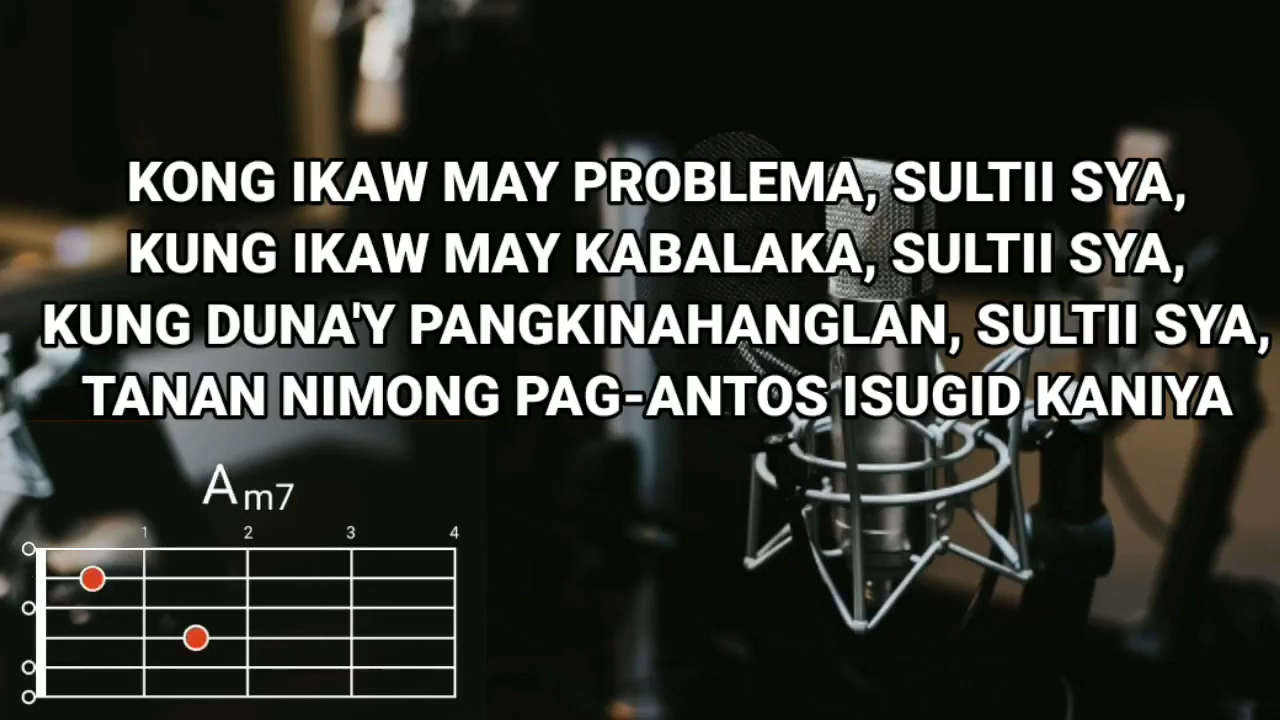 KONG IKAW MAY PROBLEMA, SULTII SYA,
KUNG IKAW MAY KABALAKA, SULTII SYA,
KUNG DUNA'Y PANGKINAHANGLAN, SULTII SYA,
TANAN NIMONG PAG-ANTOS ISUGID KANIYA
Am7
1 2 3 4